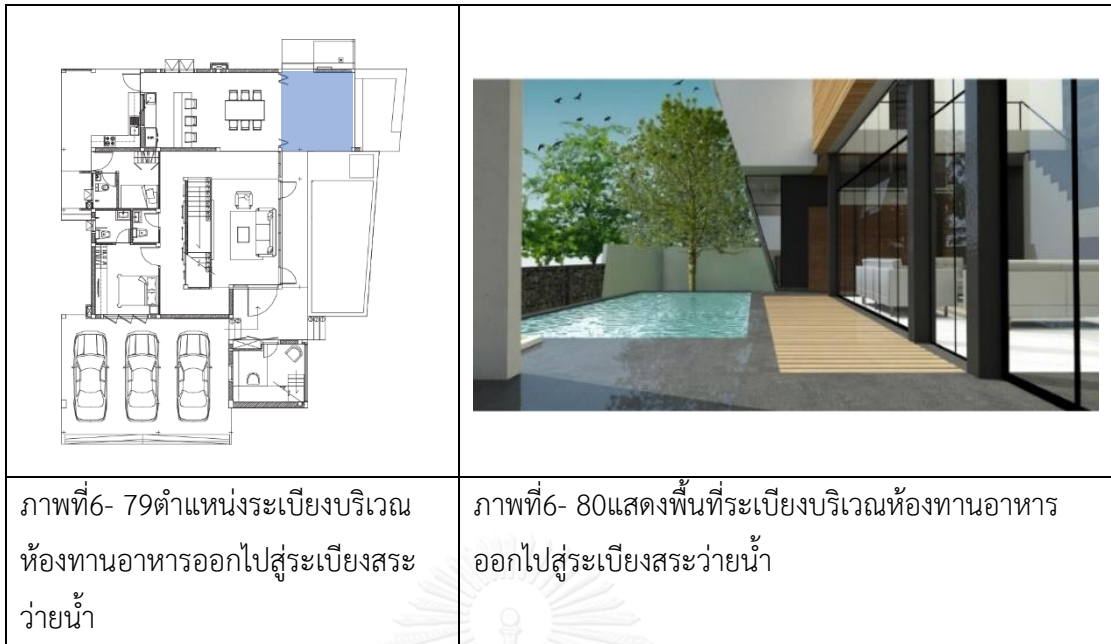 ภาพที่6- 79ตำแหน่งระเบียงบริเวณ
ห้องทานอาหารออกไปสู่ระเบียงสระ
ว่ายน้ำ
ภาพที่6- 80แสดงพื้นที่ระเบียงบริเวณห้องทานอาหาร
ออกไปสู่ระเบียงสระว่ายน้ำ